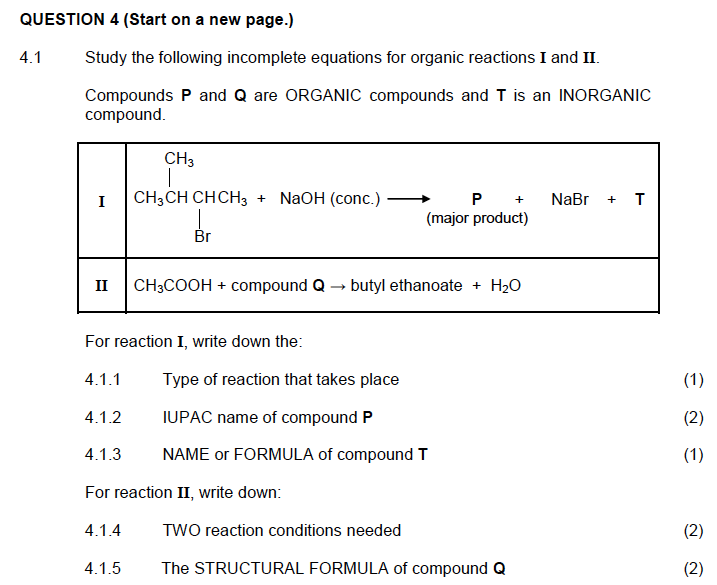 QUESTION 4 (Start on a new page.)
4.1 Study the following incomplete equations for organic reactions I and II.
Compounds P and Q are ORGANIC compounds and T is an INORGANIC
compound.
CH₃
I CH₃CH CHCH₃ + NaOH (conc.) ⟶ P + NaBr + T
(major product)
Br
II CH₃COOH + compound Q → butyl ethanoate + H₂O
For reaction I, write down the:
4.1.1 Type of reaction that takes place (1)
4.1.2 IUPAC name of compound P (2)
4.1.3 NAME or FORMULA of compound T (1)
For reaction II, write down:
4.1.4 TWO reaction conditions needed (2)
4.1.5 The STRUCTURAL FORMULA of compound Q (2)